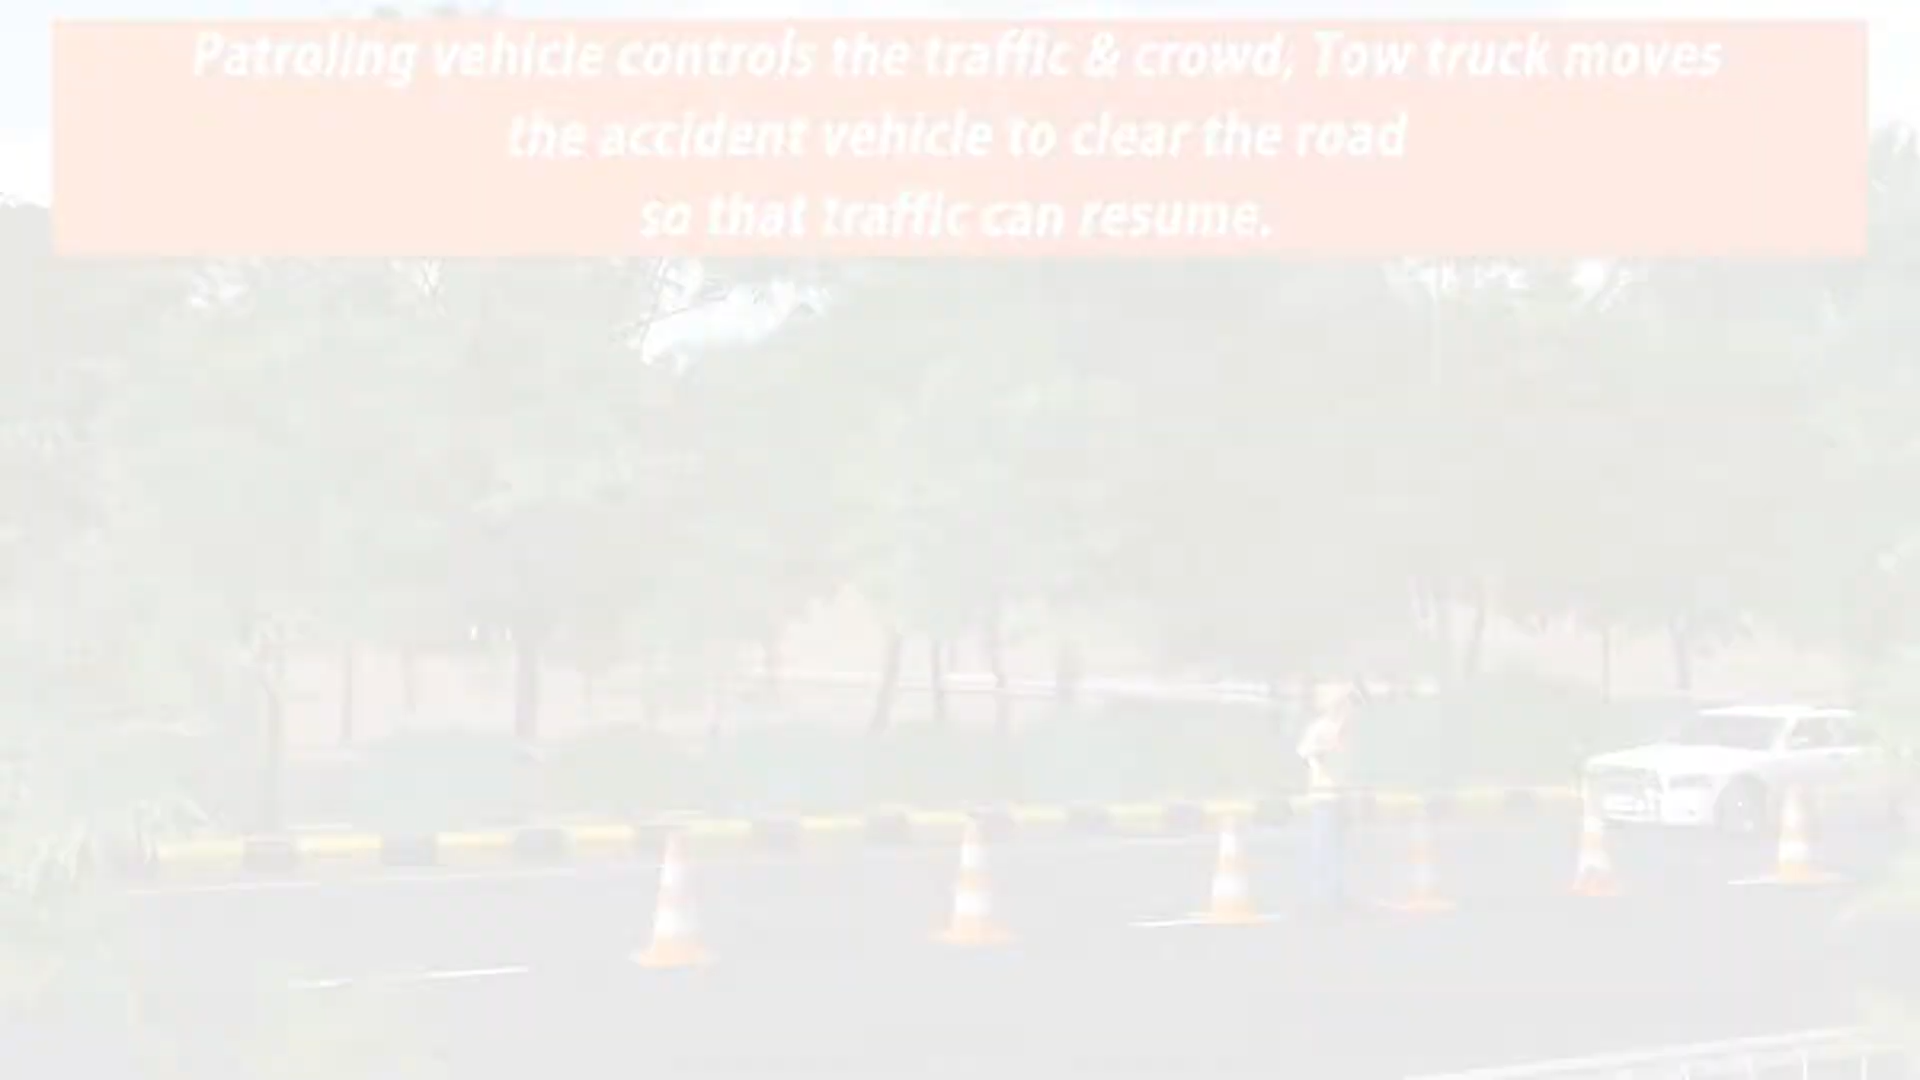 Patroling vehicle controls the traffic & crowd, Tow truck moves
the accident vehicle to clear the road
so that traffic can resume.